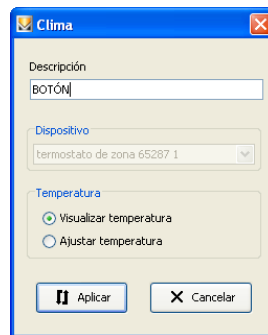 Clima
Descripción
BOTÓN
Dispositivo
termostato de zona 65287 1
Temperatura
Visualizar temperatura
Ajustar temperatura
Aplicar
Cancelar